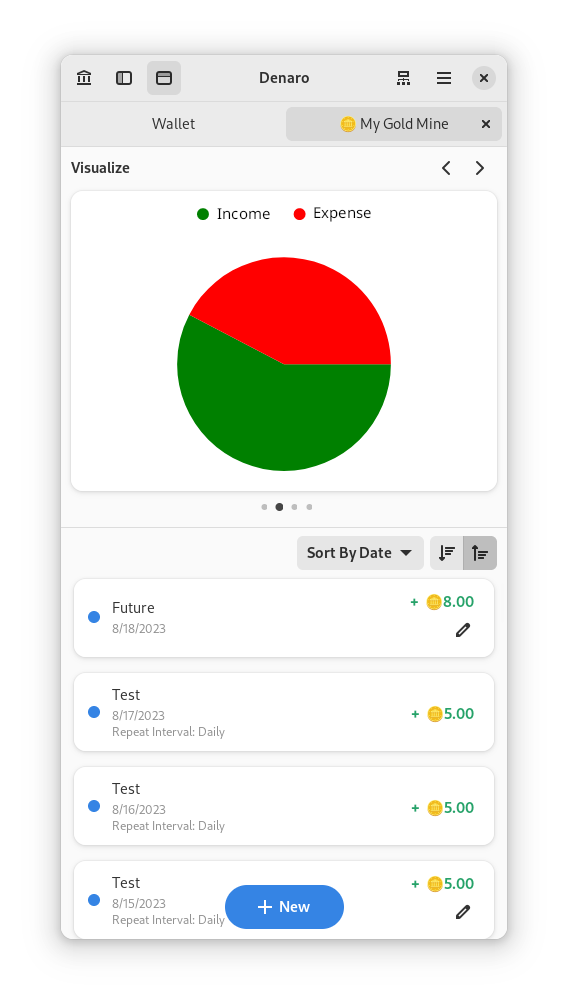 Denaro
Wallet
🪙 My Gold Mine
Visualize
Income
Expense
Sort By Date
Future
8/18/2023
+ 🪙8.00
Test
8/17/2023
Repeat Interval: Daily
+ 🪙5.00
Test
8/16/2023
Repeat Interval: Daily
+ 🪙5.00
Test
8/15/2023
Repeat Interval: Daily
+ 🪙5.00
New